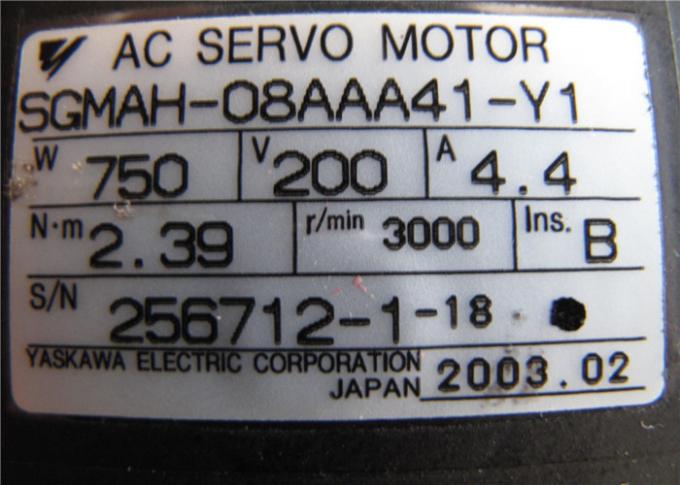 AC SERVO MOTOR
SGMAH-08AAA41-Y1
W 750 V 200 A 4.4
N·m 2.39 r/min 3000 Ins. B
S/N 256712-1-18
YASKAWA ELECTRIC CORPORATION
JAPAN 2003.02